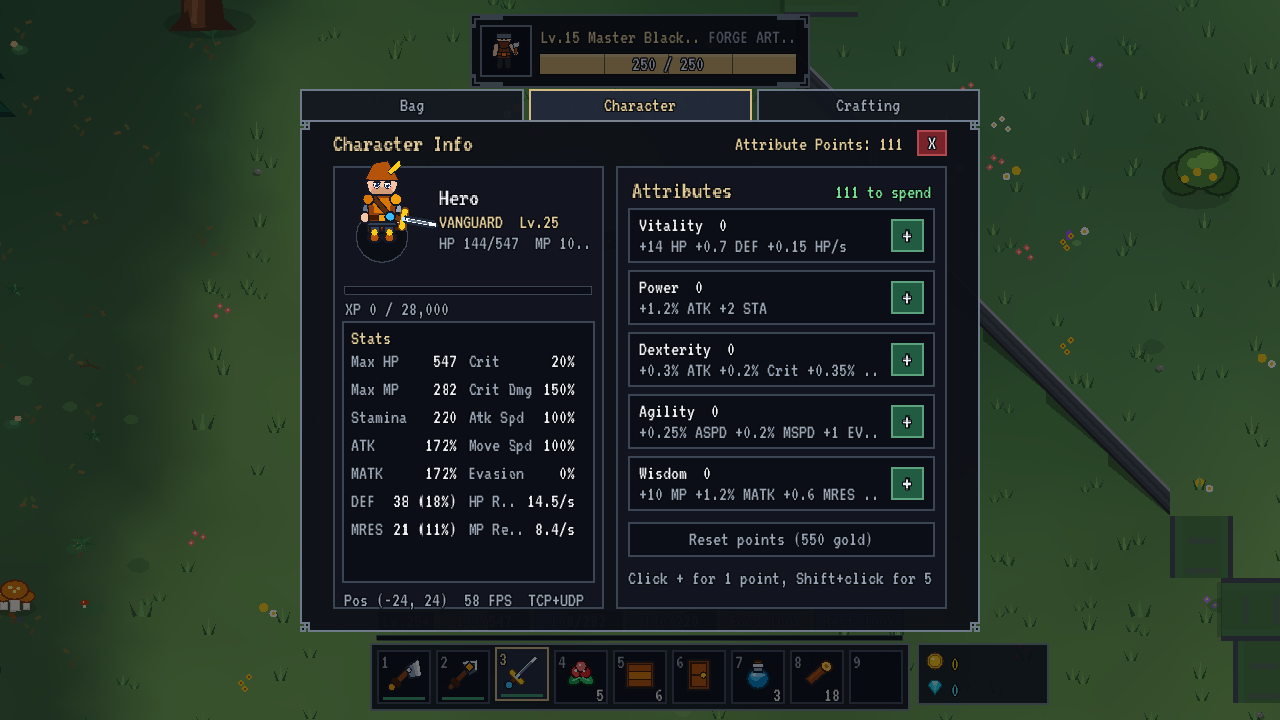 Lv.15 Master Black.. FORGE ART..
250 / 250
Bag
Character
Crafting
Character Info
Attribute Points: 111
X
Hero
VANGUARD Lv.25
HP 144/547 MP 10..
XP 0 / 28,000
Stats
Max HP 547 Crit 20%
Max MP 282 Crit Dmg 150%
Stamina 220 Atk Spd 100%
ATK 172% Move Spd 100%
MATK 172% Evasion 0%
DEF 38 (18%) HP R.. 14.5/s
MRES 21 (11%) MP Re.. 8.4/s
Pos (-24, 24) 58 FPS TCP+UDP
Attributes
111 to spend
Vitality 0
+14 HP +0.7 DEF +0.15 HP/s
+
Power 0
+1.2% ATK +2 STA
+
Dexterity 0
+0.3% ATK +0.2% Crit +0.35% ..
+
Agility 0
+0.25% ASPD +0.2% MSPD +1 EV..
+
Wisdom 0
+10 MP +1.2% MATK +0.6 MRES ..
+
Reset points (550 gold)
Click + for 1 point, Shift+click for 5
1
2
3
4
5
5
6
6
7
3
8
18
9
0
0